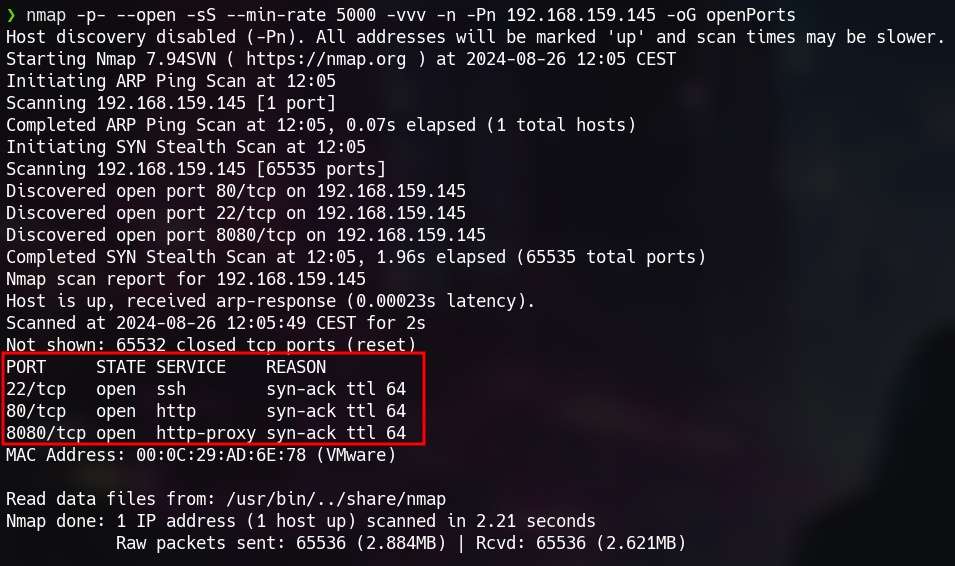 ❯ nmap -p- --open -sS --min-rate 5000 -vvv -n -Pn 192.168.159.145 -oG openPorts
Host discovery disabled (-Pn). All addresses will be marked 'up' and scan times may be slower.
Starting Nmap 7.94SVN ( https://nmap.org ) at 2024-08-26 12:05 CEST
Initiating ARP Ping Scan at 12:05
Scanning 192.168.159.145 [1 port]
Completed ARP Ping Scan at 12:05, 0.07s elapsed (1 total hosts)
Initiating SYN Stealth Scan at 12:05
Scanning 192.168.159.145 [65535 ports]
Discovered open port 80/tcp on 192.168.159.145
Discovered open port 22/tcp on 192.168.159.145
Discovered open port 8080/tcp on 192.168.159.145
Completed SYN Stealth Scan at 12:05, 1.96s elapsed (65535 total ports)
Nmap scan report for 192.168.159.145
Host is up, received arp-response (0.00023s latency).
Scanned at 2024-08-26 12:05:49 CEST for 2s
Not shown: 65532 closed tcp ports (reset)
PORT     STATE SERVICE    REASON
22/tcp   open  ssh        syn-ack ttl 64
80/tcp   open  http       syn-ack ttl 64
8080/tcp open  http-proxy syn-ack ttl 64
MAC Address: 00:0C:29:AD:6E:78 (VMware)
Read data files from: /usr/bin/../share/nmap
Nmap done: 1 IP address (1 host up) scanned in 2.21 seconds
           Raw packets sent: 65536 (2.884MB) | Rcvd: 65536 (2.621MB)